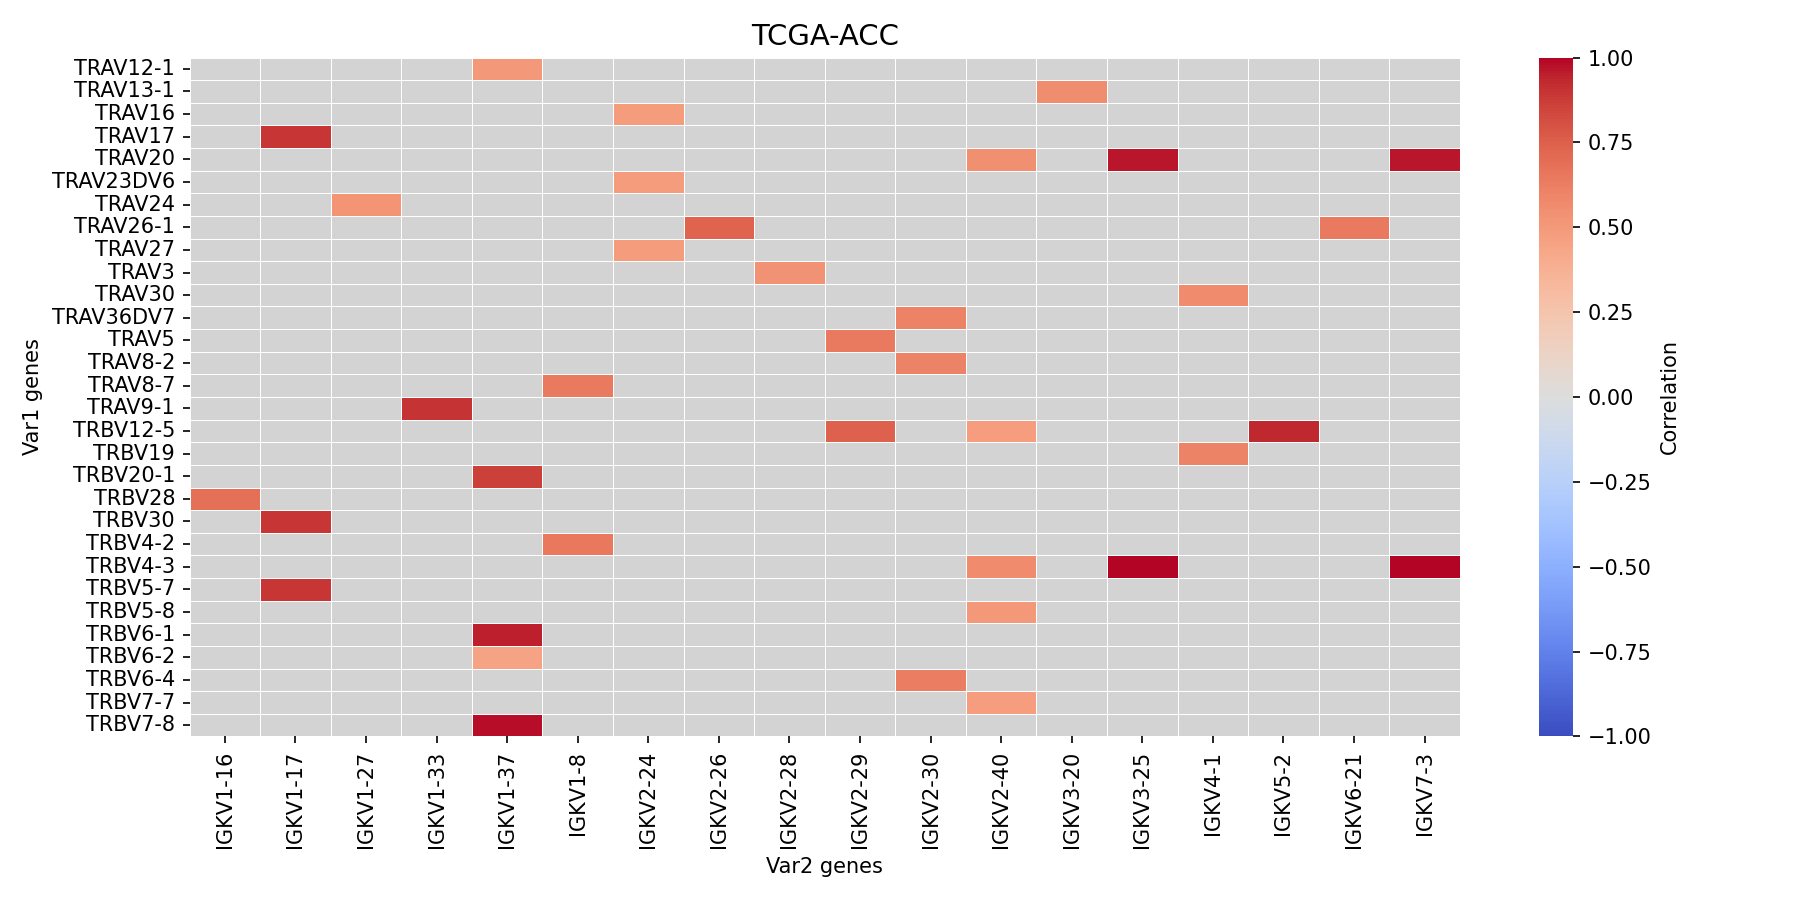 TCGA-ACC
TRAV12-1
TRAV13-1
TRAV16
TRAV17
TRAV20
TRAV23DV6
TRAV24
TRAV26-1
TRAV27
TRAV3
TRAV30
TRAV36DV7
TRAV5
TRAV8-2
TRAV8-7
TRAV9-1
TRBV12-5
TRBV19
TRBV20-1
TRBV28
TRBV30
TRBV4-2
TRBV4-3
TRBV5-7
TRBV5-8
TRBV6-1
TRBV6-2
TRBV6-4
TRBV7-7
TRBV7-8
Var1 genes
IGKV1-16
IGKV1-17
IGKV1-27
IGKV1-33
IGKV1-37
IGKV1-8
IGKV2-24
IGKV2-26
IGKV2-28
IGKV2-29
IGKV2-30
IGKV2-40
IGKV3-20
IGKV3-25
IGKV4-1
IGKV5-2
IGKV6-21
IGKV7-3
Var2 genes
1.00
0.75
0.50
0.25
0.00
−0.25
−0.50
−0.75
−1.00
Correlation